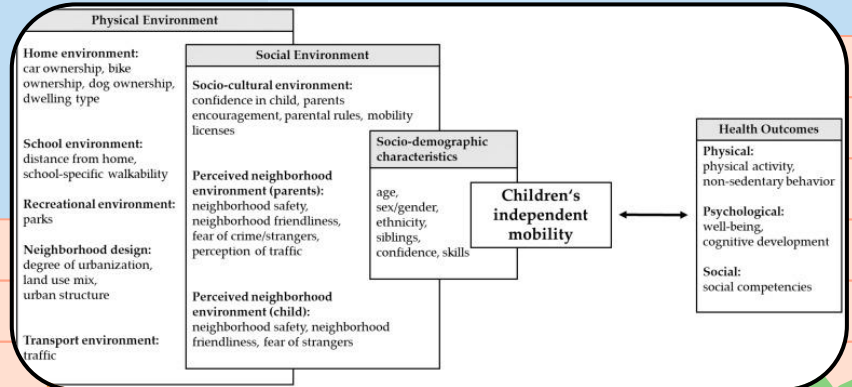 Physical Environment
Home environment:
car ownership, bike
ownership, dog ownership,
dwelling type
School environment:
distance from home,
school-specific walkability
Recreational environment:
parks
Neighborhood design:
degree of urbanization,
land use mix,
urban structure
Transport environment:
traffic
Social Environment
Socio-cultural environment:
confidence in child, parents
encouragement, parental rules, mobility
licenses
Perceived neighborhood
environment (parents):
neighborhood safety,
neighborhood friendliness,
fear of crime/strangers,
perception of traffic
Perceived neighborhood
environment (child):
neighborhood safety, neighborhood
friendliness, fear of strangers
Socio-demographic
characteristics
age,
sex/gender,
ethnicity,
siblings,
confidence, skills
Children‘s
independent
mobility
Health Outcomes
Physical:
physical activity,
non-sedentary behavior
Psychological:
well-being,
cognitive development
Social:
social competencies